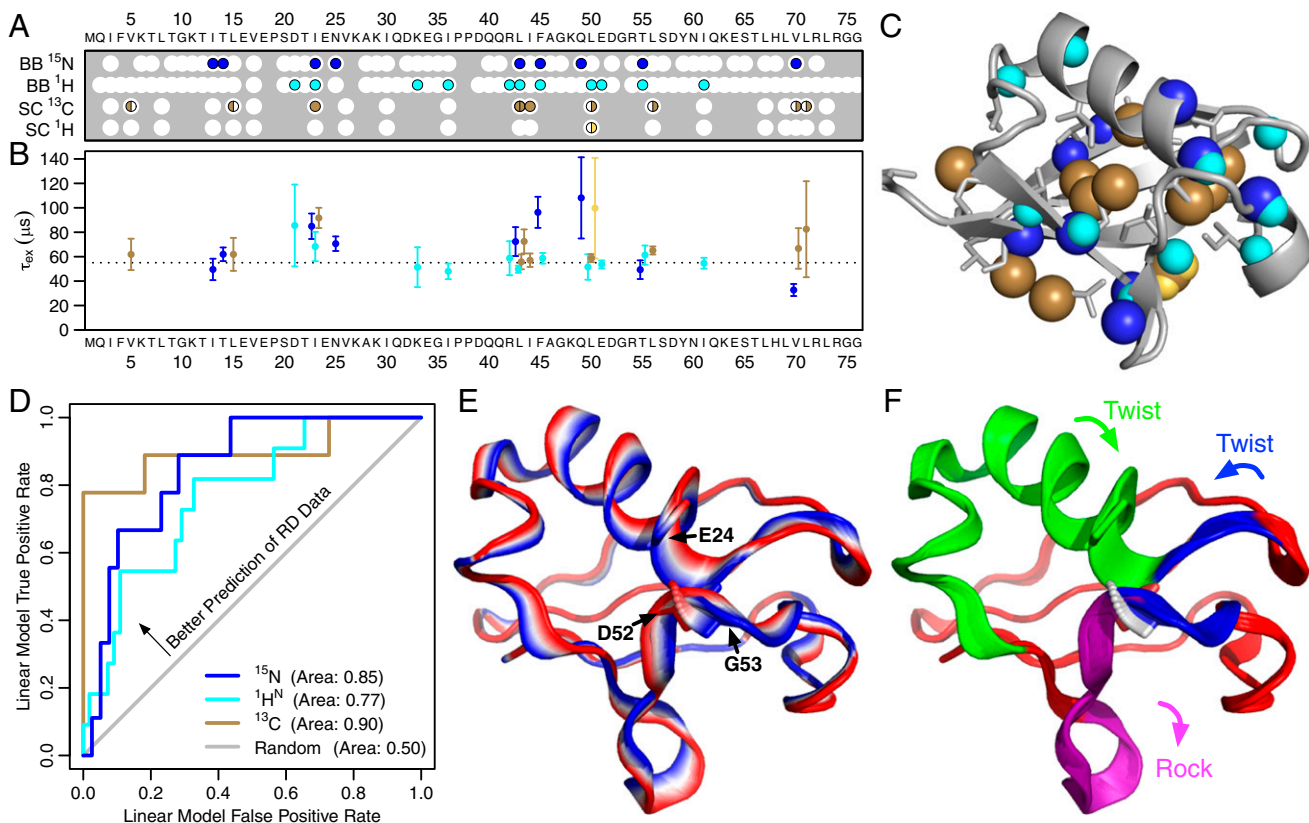 A
5 10 15 20 25 30 35 40 45 50 55 60 65 70 75
MQIFVKTLTGKTITLEVEPSDTIENVKAKIQDKEGIPPDQQRLIFAGKQLEDGRTLSDYNIQKESTLHLVLRLRGG
BB ¹⁵N
BB ¹H
SC ¹³C
SC ¹H
B
τex (μs)
140
120
100
80
60
40
20
0
MQIFVKTLTGKTITLEVEPSDTIENVKAKIQDKEGIPPDQQRLIFAGKQLEDGRTLSDYNIQKESTLHLVLRLRGG
5 10 15 20 25 30 35 40 45 50 55 60 65 70 75
C
D
Linear Model True Positive Rate
1.0
0.8
0.6
0.4
0.2
0.0
Better Prediction of RD Data
¹⁵N (Area: 0.85)
¹Hᴺ (Area: 0.77)
¹³C (Area: 0.90)
Random (Area: 0.50)
0.0 0.2 0.4 0.6 0.8 1.0
Linear Model False Positive Rate
E
E24
D52
G53
F
Twist
Twist
Rock